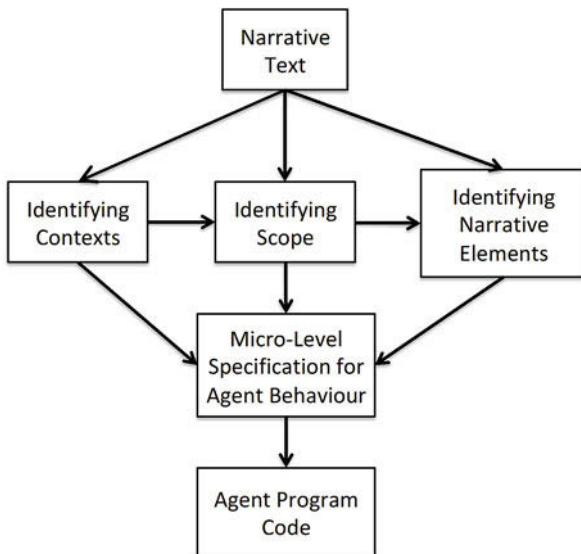 Narrative
Text
Identifying
Contexts
Identifying
Scope
Identifying
Narrative
Elements
Micro-Level
Specification for
Agent Behaviour
Agent Program
Code